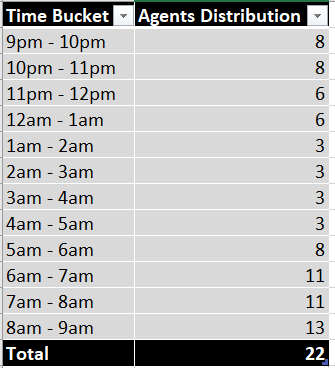 Time Bucket Agents Distribution
9pm - 10pm 8
10pm - 11pm 8
11pm - 12pm 6
12am - 1am 6
1am - 2am 3
2am - 3am 3
3am - 4am 3
4am - 5am 3
5am - 6am 8
6am - 7am 11
7am - 8am 11
8am - 9am 13
Total 22